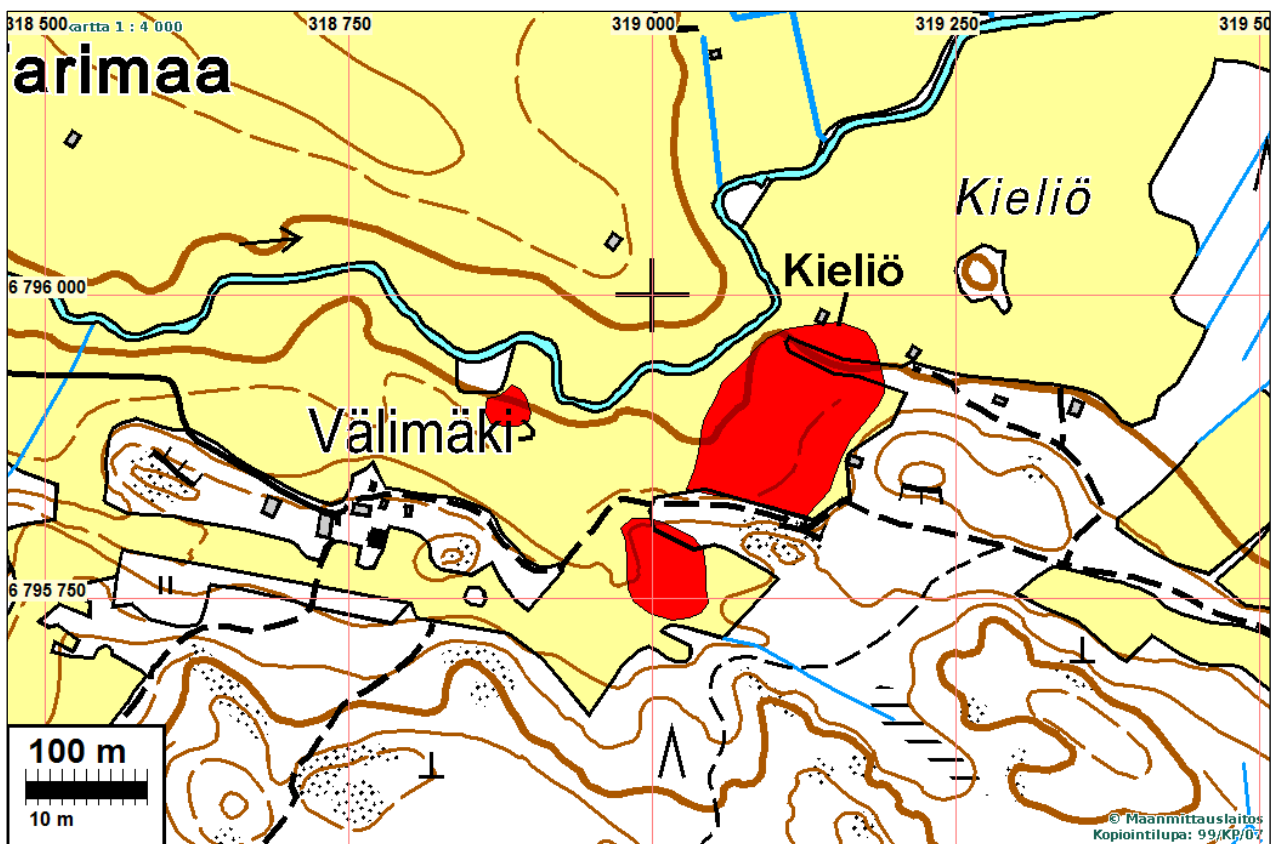 318 500
kartta 1 : 4 000
318 750
319 000
319 250
319 50
arimaa
Kieliö
Kieliö
6 796 000
Välimäki
6 795 750
100 m
10 m
© Maanmittauslaitos
Kopiointilupa: 99/KP/07